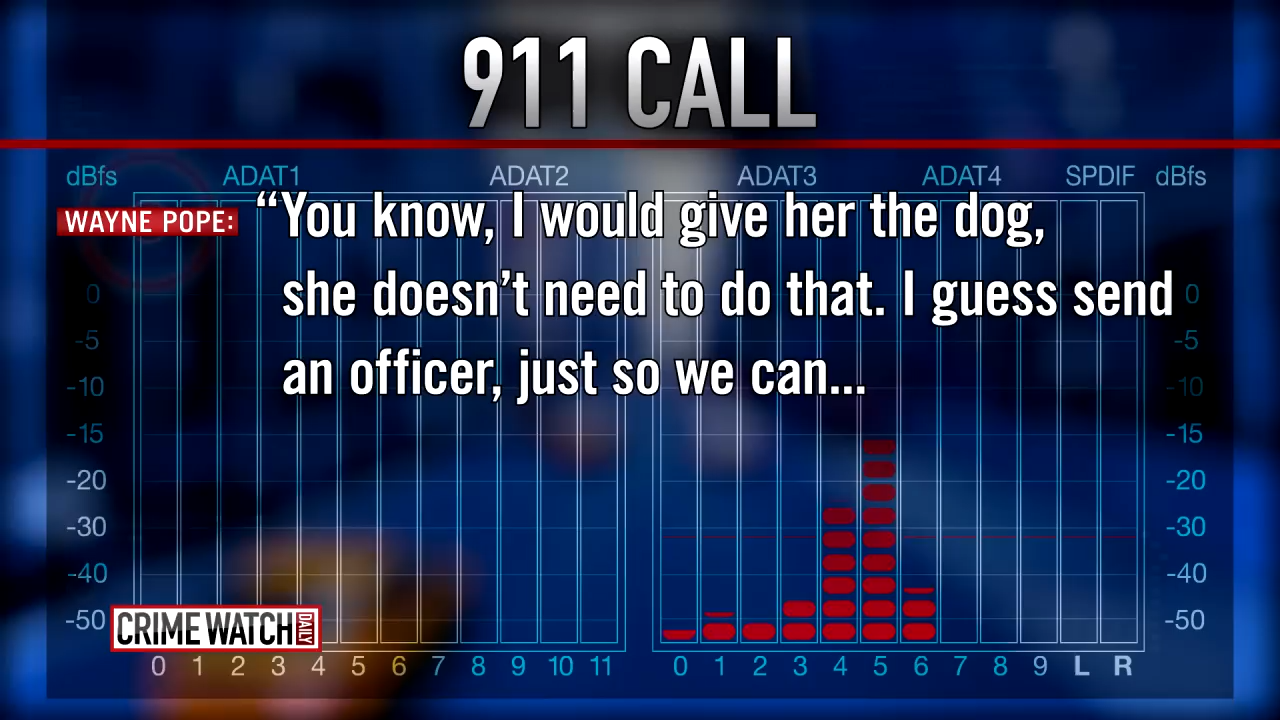 911 CALL
dBfs ADAT1 ADAT2 ADAT3 ADAT4 SPDIF dBfs
WAYNE POPE: “You know, I would give her the dog,
she doesn’t need to do that. I guess send
an officer, just so we can...
0 0
-5 -5
-10 -10
-15 -15
-20 -20
-30 -30
-40 -40
-50 -50
CRIME WATCH DAILY
0 1 2 3 4 5 6 7 8 9 10 11 0 1 2 3 4 5 6 7 8 9 L R